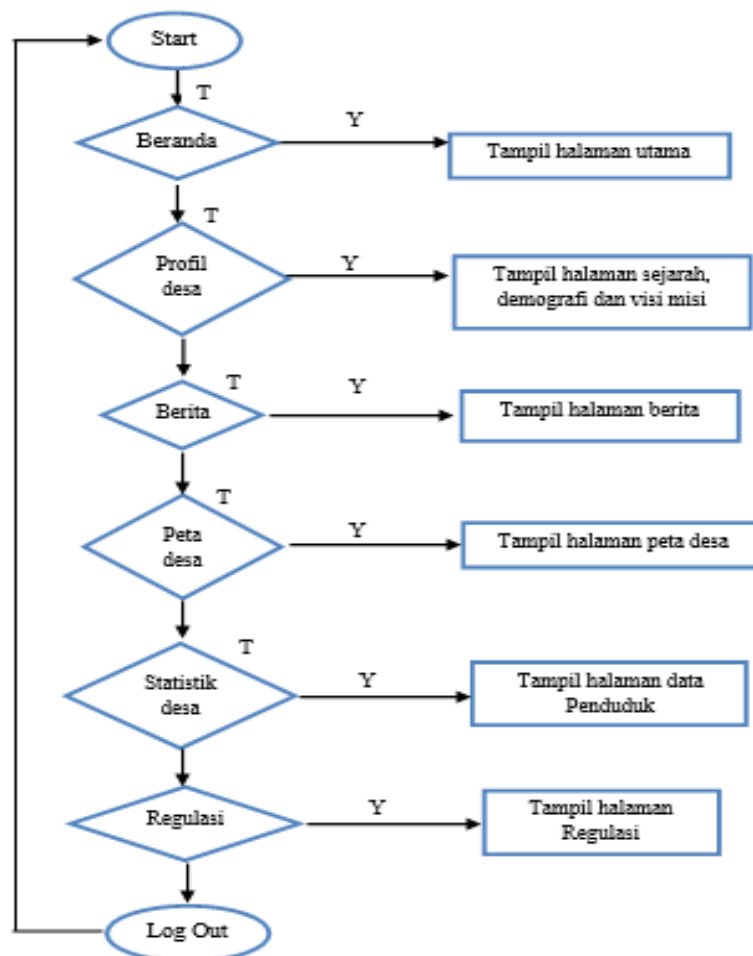 Start
T
Beranda
Y
Tampil halaman utama
T
Profil
desa
Y
Tampil halaman sejarah,
demografi dan visi misi
T
Berita
Y
Tampil halaman berita
T
Peta
desa
Y
Tampil halaman peta desa
T
Statistik
desa
Y
Tampil halaman data
Penduduk
Regulasi
Y
Tampil halaman
Regulasi
Log Out